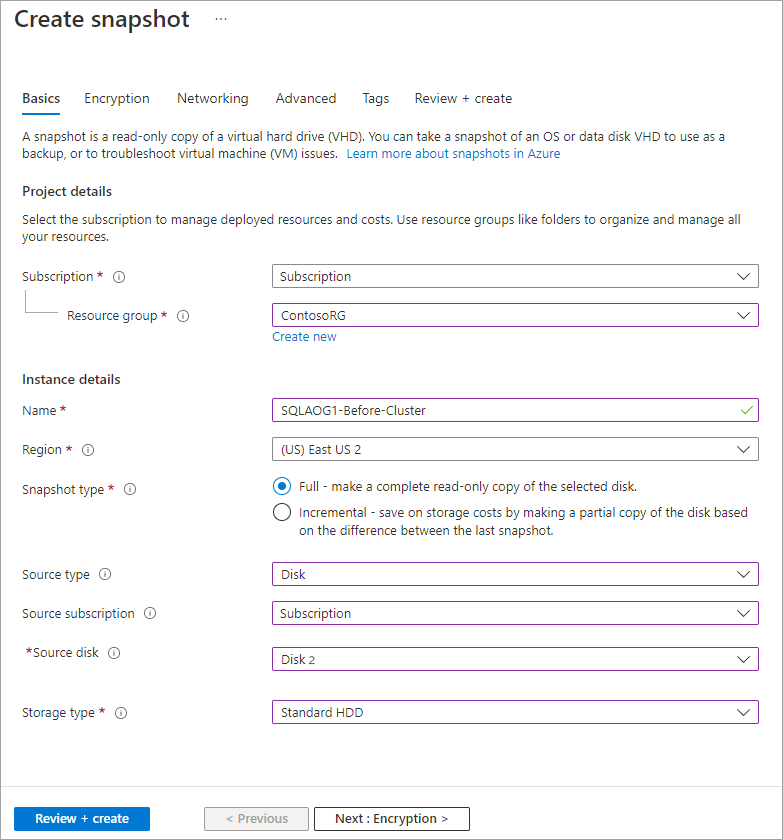 Create snapshot ...
Basics Encryption Networking Advanced Tags Review + create
A snapshot is a read-only copy of a virtual hard drive (VHD). You can take a snapshot of an OS or data disk VHD to use as a
backup, or to troubleshoot virtual machine (VM) issues. Learn more about snapshots in Azure
Project details
Select the subscription to manage deployed resources and costs. Use resource groups like folders to organize and manage all
your resources.
Subscription * Subscription
Resource group * ContosoRG
Create new
Instance details
Name * SQLAOG1-Before-Cluster
Region * (US) East US 2
Snapshot type * Full - make a complete read-only copy of the selected disk.
Incremental - save on storage costs by making a partial copy of the disk based
on the difference between the last snapshot.
Source type Disk
Source subscription Subscription
*Source disk Disk 2
Storage type * Standard HDD
Review + create < Previous Next : Encryption >